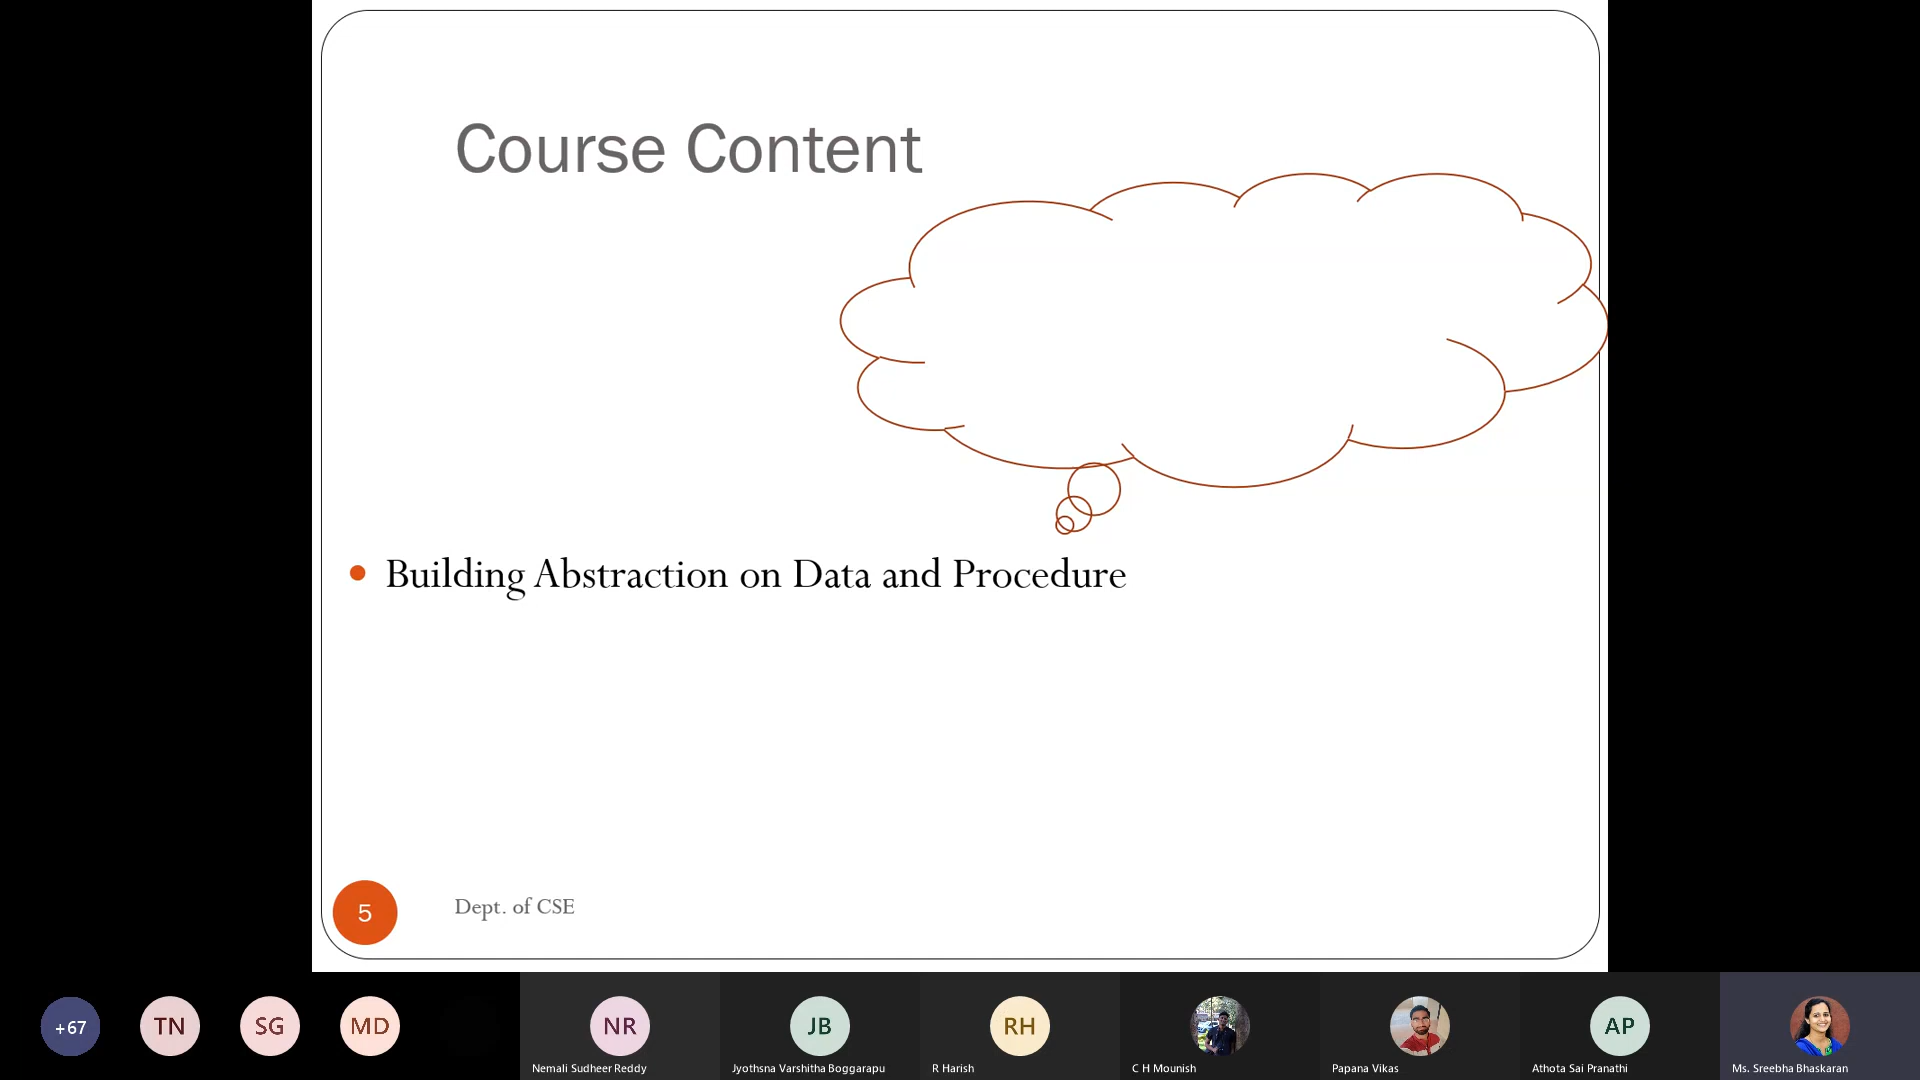 Course Content
Building Abstraction on Data and Procedure
5
Dept. of CSE
+67
TN
SG
MD
NR
JB
RH
AP
Nemali Sudheer Reddy
Jyothsna Varshitha Boggarapu
R Harish
C H Mounish
Papana Vikas
Athota Sai Pranathi
Ms. Sreebha Bhaskaran